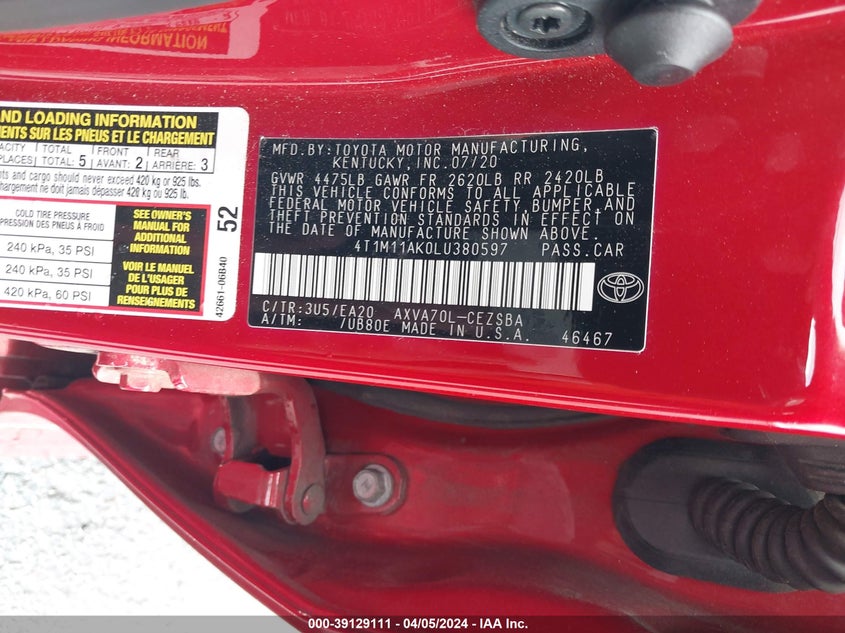 AND LOADING INFORMATION
EMENTS SUR LES PNEUS ET LE CHARGEMENT
ACITY TOTAL FRONT REAR
PLACES TOTAL: 5 AVANT: 2 ARRIÈRE: 3
nts and cargo should never exceed 420 kg or 925 lbs.
rgement ne doit jamais dépasser 420 kg ou 925 lb.
COLD TIRE PRESSURE
PRESSION DES PNEUS À FROID
240 kPa, 35 PSI
240 kPa, 35 PSI
420 kPa, 60 PSI
SEE OWNER'S
MANUAL FOR
ADDITIONAL
INFORMATION
VOIR LE MANUEL
DE L'USAGER
POUR PLUS DE
RENSEIGNEMENTS
52
42661-06B40
MFD.BY:TOYOTA MOTOR MANUFACTURING,
KENTUCKY, INC.07/20
GVWR 4475LB GAWR FR 2620LB RR 2420LB
THIS VEHICLE CONFORMS TO ALL APPLICABLE
FEDERAL MOTOR VEHICLE SAFETY, BUMPER, AND
THEFT PREVENTION STANDARDS IN EFFECT ON
THE DATE OF MANUFACTURE SHOWN ABOVE.
4T1M11AK0LU380597 PASS.CAR
C/TR:3U5/EA20 AXVA70L-CEZSBA
A/TM: /UB80E MADE IN U.S.A. 46467
000-39129111 - 04/05/2024 - IAA Inc.